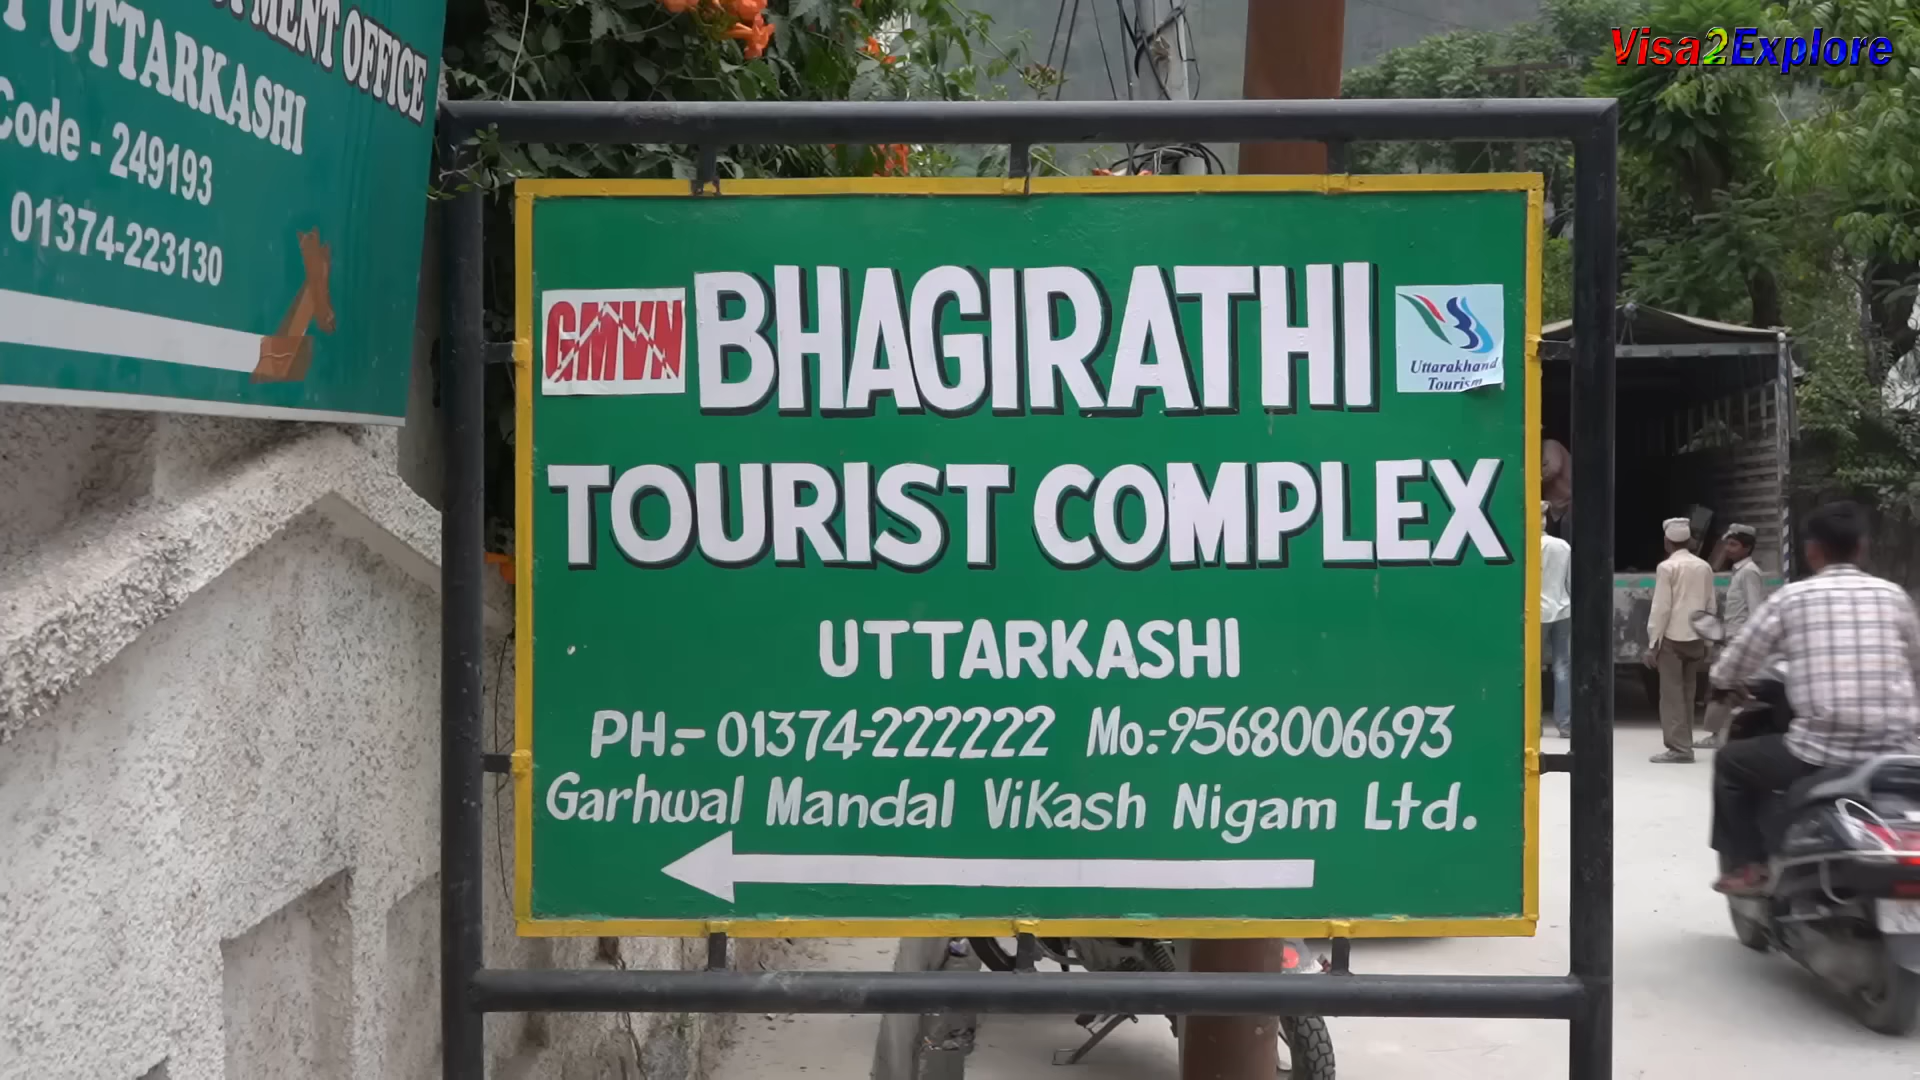 PMENT OFFICE
UTTARKASHI
Code - 249193
01374-223130
Visa2Explore
GMVN
BHAGIRATHI
Uttarakhand
Tourism
TOURIST COMPLEX
UTTARKASHI
PH:- 01374-222222 Mo:-9568006693
Garhwal Mandal Vikash Nigam Ltd.